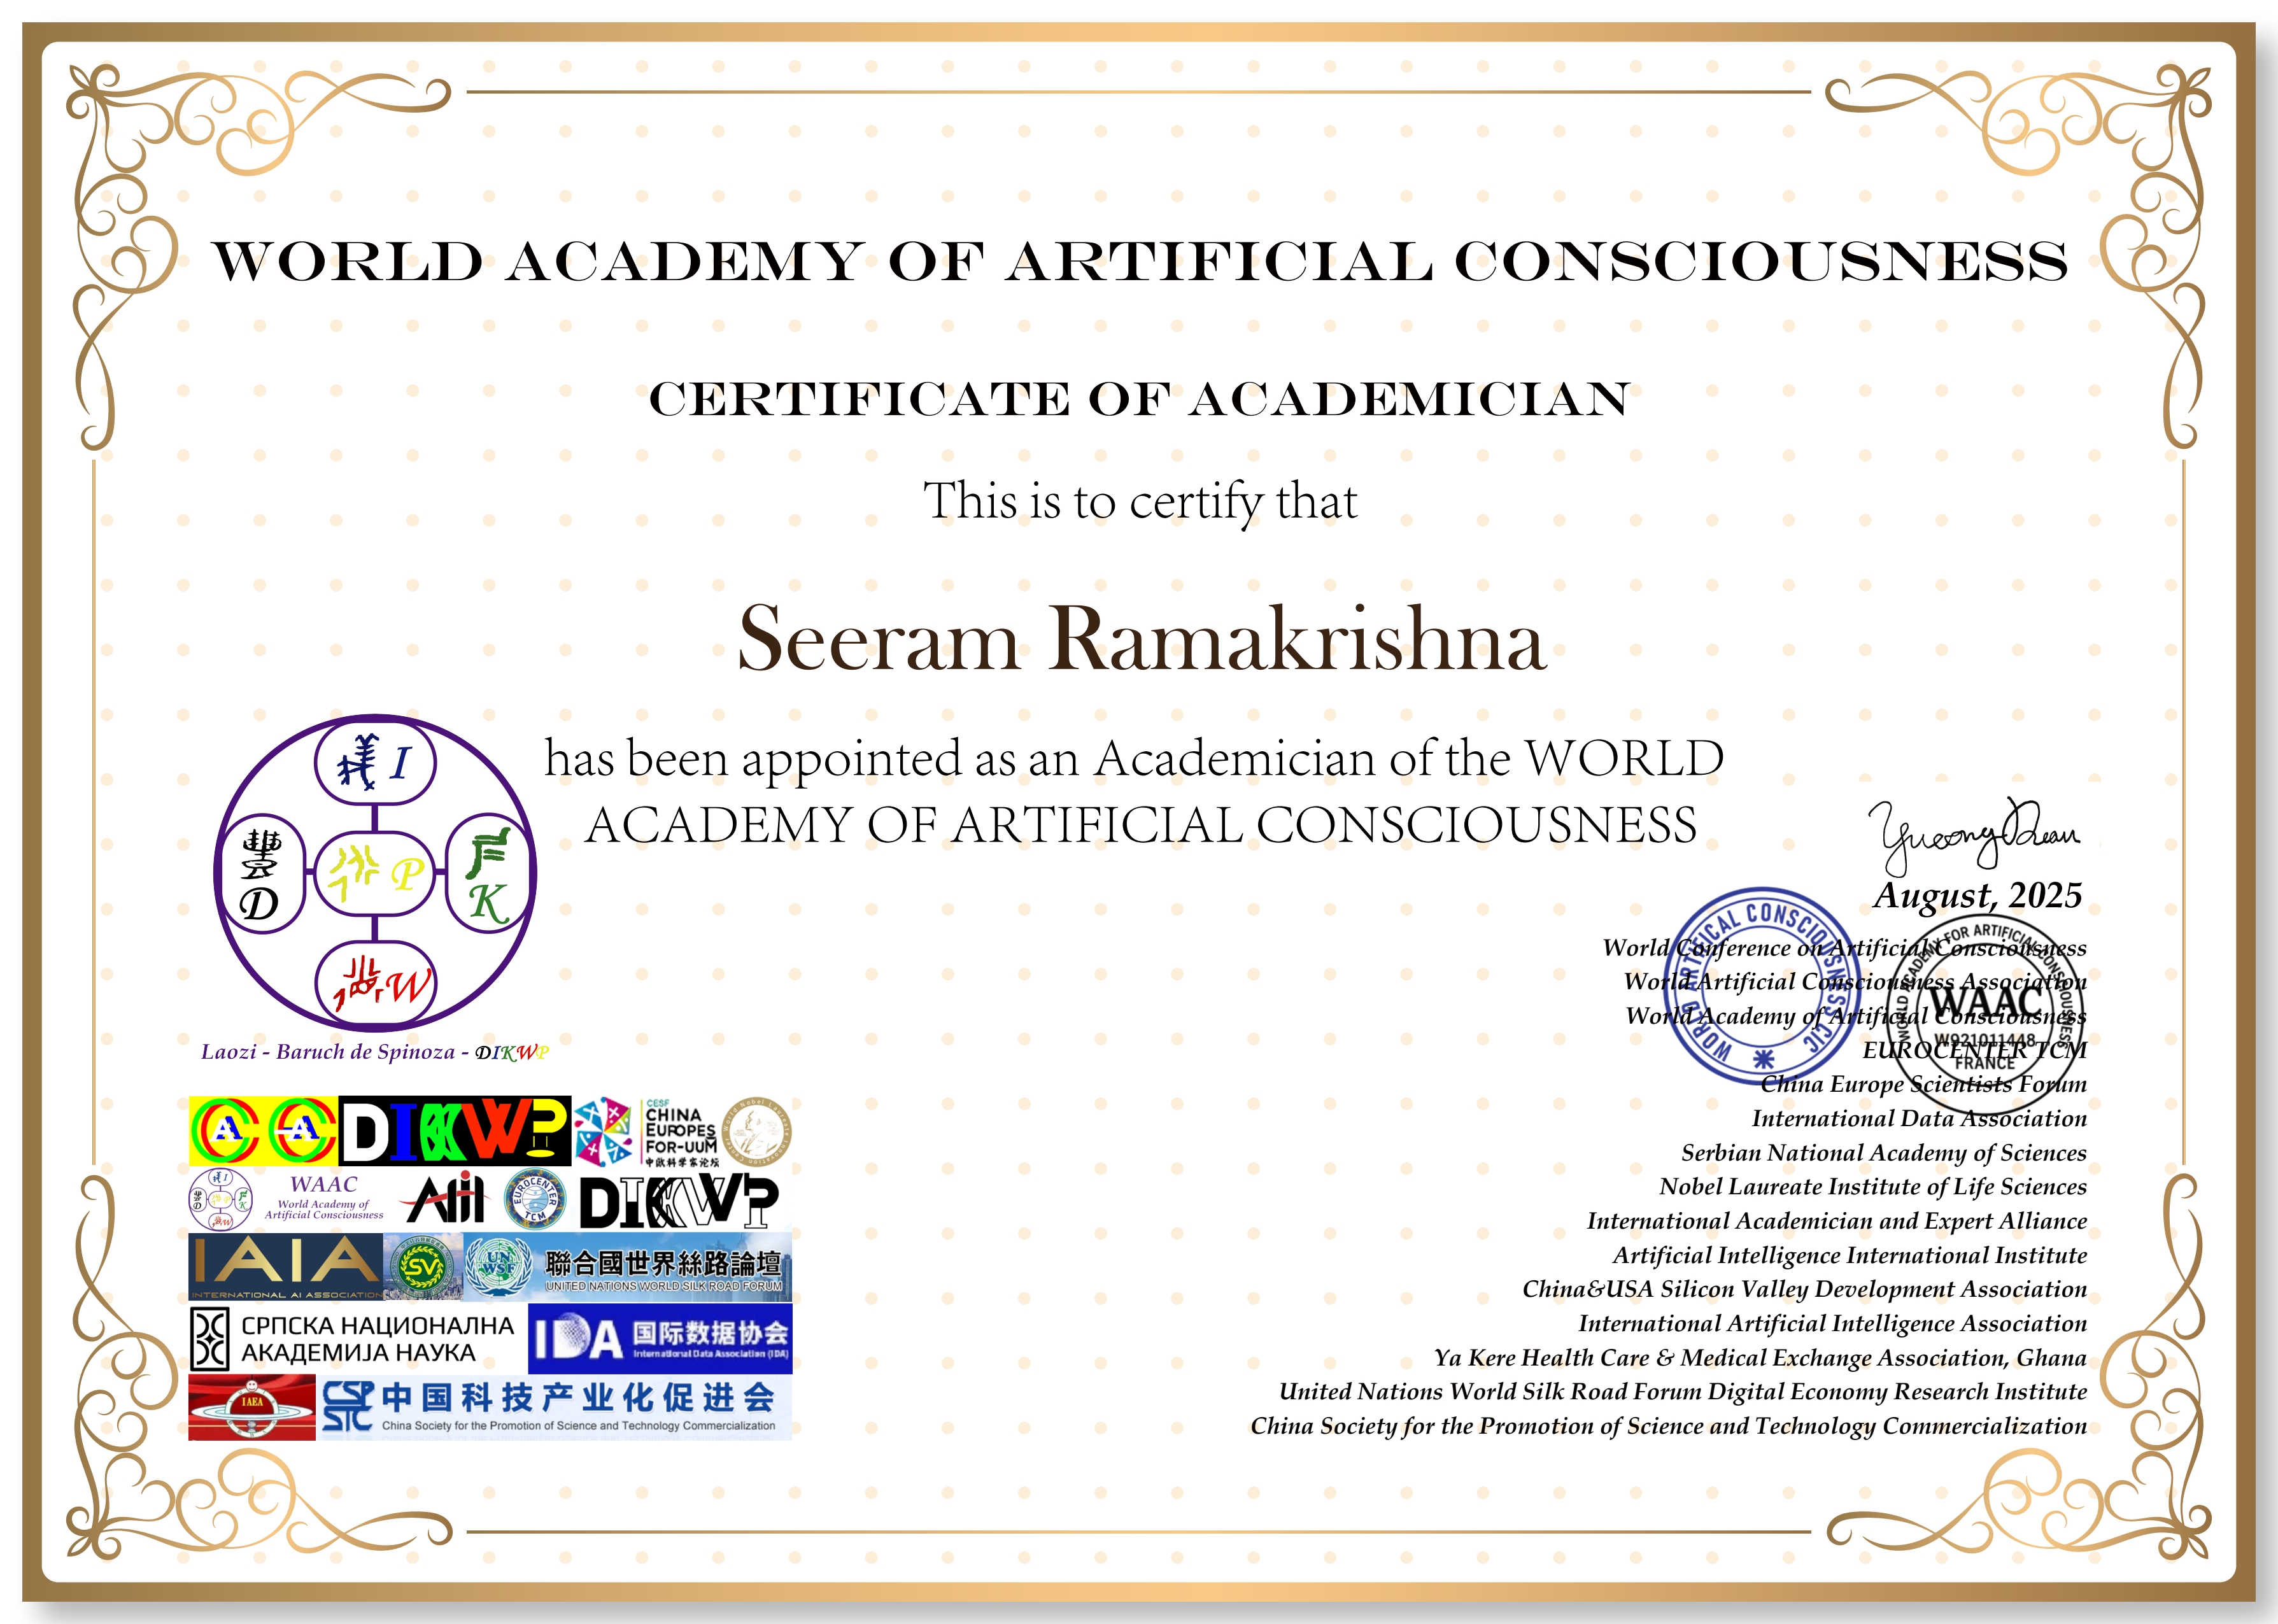 WORLD ACADEMY OF ARTIFICIAL CONSCIOUSNESS
CERTIFICATE OF ACADEMICIAN
This is to certify that
Seeram Ramakrishna
has been appointed as an Academician of the WORLD
ACADEMY OF ARTIFICIAL CONSCIOUSNESS
I
D
P
K
W
Laozi - Baruch de Spinoza - DIKWP
August, 2025
World Conference on Artificial Consciousness
World Artificial Consciousness Association
World Academy of Artificial Consciousness
EUROCENTER TCM
China Europe Scientists Forum
International Data Association
Serbian National Academy of Sciences
Nobel Laureate Institute of Life Sciences
International Academician and Expert Alliance
Artificial Intelligence International Institute
China&USA Silicon Valley Development Association
International Artificial Intelligence Association
Ya Kere Health Care & Medical Exchange Association, Ghana
United Nations World Silk Road Forum Digital Economy Research Institute
China Society for the Promotion of Science and Technology Commercialization
WORLD ARTIFICAL CONSCIOUSNESS CIC
WORLD ACADEMY FOR ARTIFICIAL CONSCIOUSNESS
WAAC
W921011448
FRANCE
DIKWP
CESF
CHINA
EUROPES
FOR-UUM
中欧科学家论坛
WAAC
World Academy of
Artificial Consciousness
AIII
EUROCENTER
TCM
DIKWP
IAIA
INTERNATIONAL AI ASSOCIATION
SV
UN
WSF
聯合國世界絲路論壇
UNITED NATIONS WORLD SILK ROAD FORUM
СРПСКА НАЦИОНАЛНА
АКАДЕМИЈА НАУКА
IDA
国际数据协会
International Data Association (IDA)
IAEA
CSP
STC
中国科技产业化促进会
China Society for the Promotion of Science and Technology Commercialization